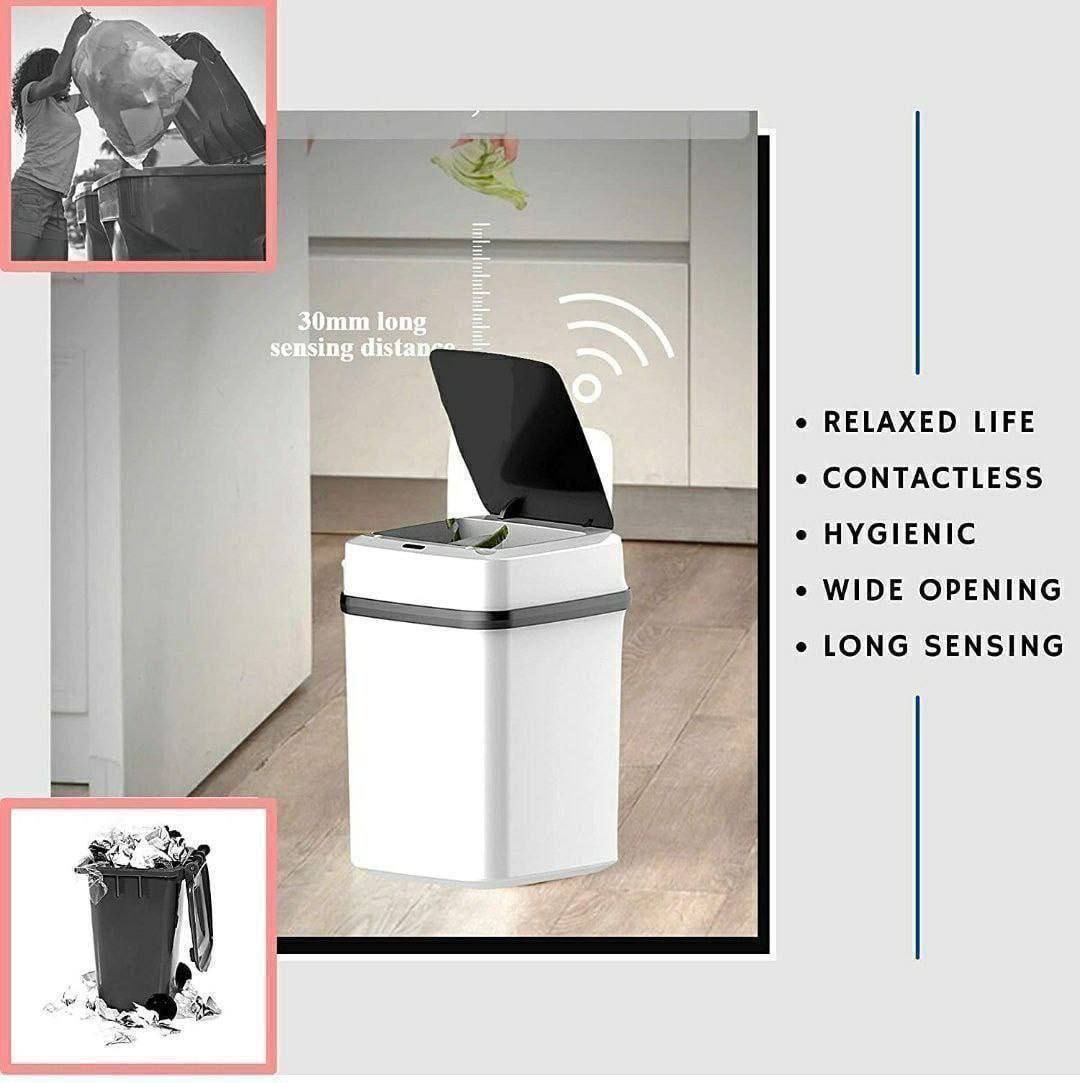 30mm long
sensing distance
• RELAXED LIFE
• CONTACTLESS
• HYGIENIC
• WIDE OPENING
• LONG SENSING